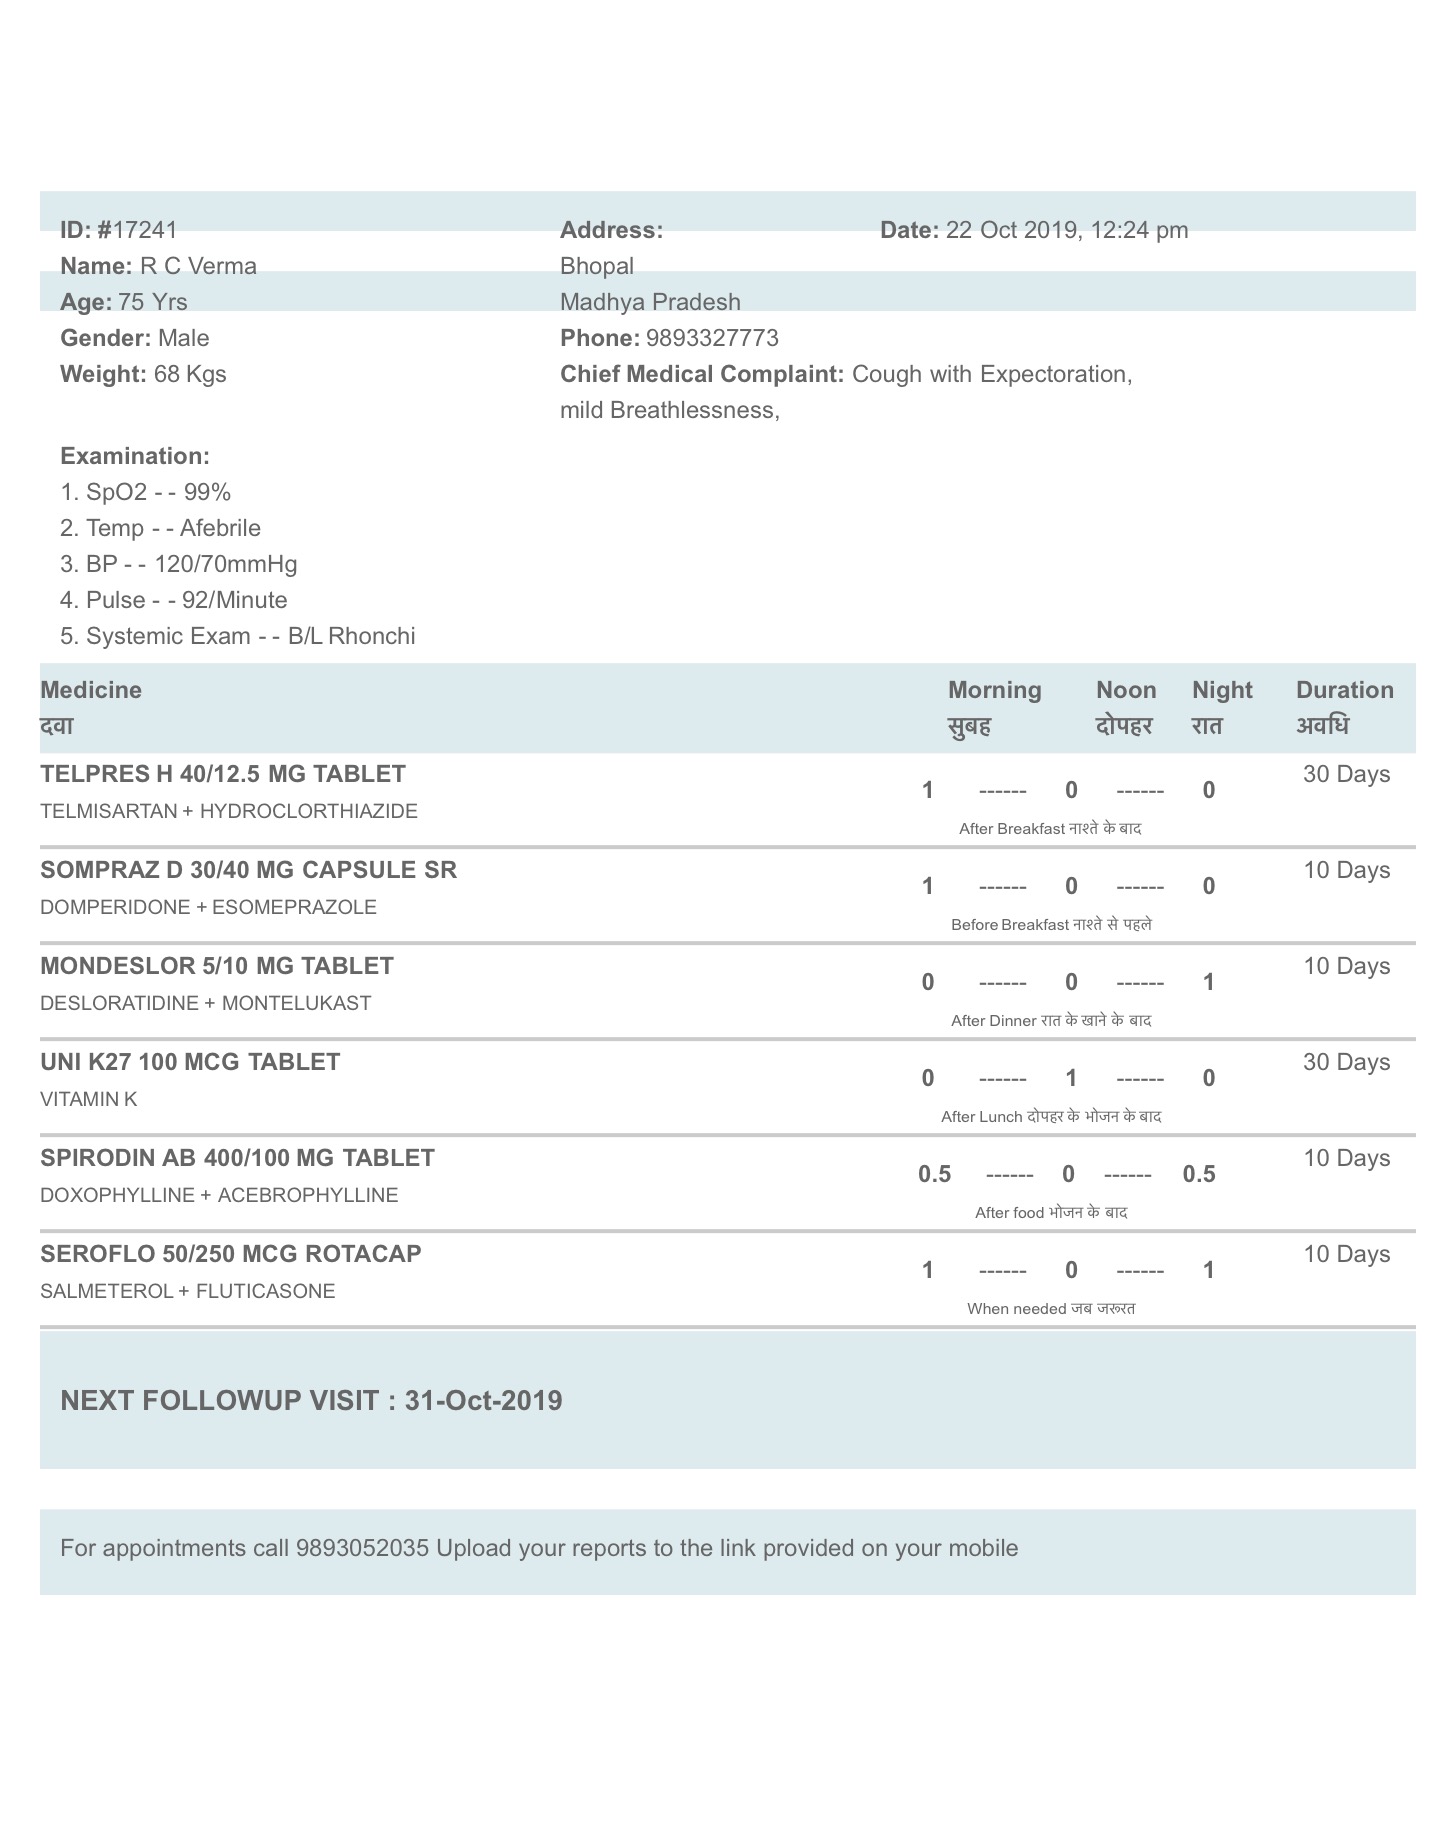 ID: #17241 Address: Date: 22 Oct 2019, 12:24 pm
Name: R C Verma Bhopal
Age: 75 Yrs Madhya Pradesh
Gender: Male Phone: 9893327773
Weight: 68 Kgs Chief Medical Complaint: Cough with Expectoration,
mild Breathlessness,
Examination:
1. SpO2 - - 99%
2. Temp - - Afebrile
3. BP - - 120/70mmHg
4. Pulse - - 92/Minute
5. Systemic Exam - - B/L Rhonchi
Medicine Morning Noon Night Duration
दवा सुबह दोपहर रात अवधि
TELPRES H 40/12.5 MG TABLET 30 Days
1 ------ 0 ------ 0
TELMISARTAN + HYDROCLORTHIAZIDE
After Breakfast नाश्ते के बाद
SOMPRAZ D 30/40 MG CAPSULE SR 10 Days
1 ------ 0 ------ 0
DOMPERIDONE + ESOMEPRAZOLE
Before Breakfast नाश्ते से पहले
MONDESLOR 5/10 MG TABLET 10 Days
0 ------ 0 ------ 1
DESLORATIDINE + MONTELUKAST
After Dinner रात के खाने के बाद
UNI K27 100 MCG TABLET 30 Days
0 ------ 1 ------ 0
VITAMIN K
After Lunch दोपहर के भोजन के बाद
SPIRODIN AB 400/100 MG TABLET 10 Days
0.5 ------ 0 ------ 0.5
DOXOPHYLLINE + ACEBROPHYLLINE
After food भोजन के बाद
SEROFLO 50/250 MCG ROTACAP 10 Days
1 ------ 0 ------ 1
SALMETEROL + FLUTICASONE
When needed जब जरूरत
NEXT FOLLOWUP VISIT : 31-Oct-2019
For appointments call 9893052035 Upload your reports to the link provided on your mobile